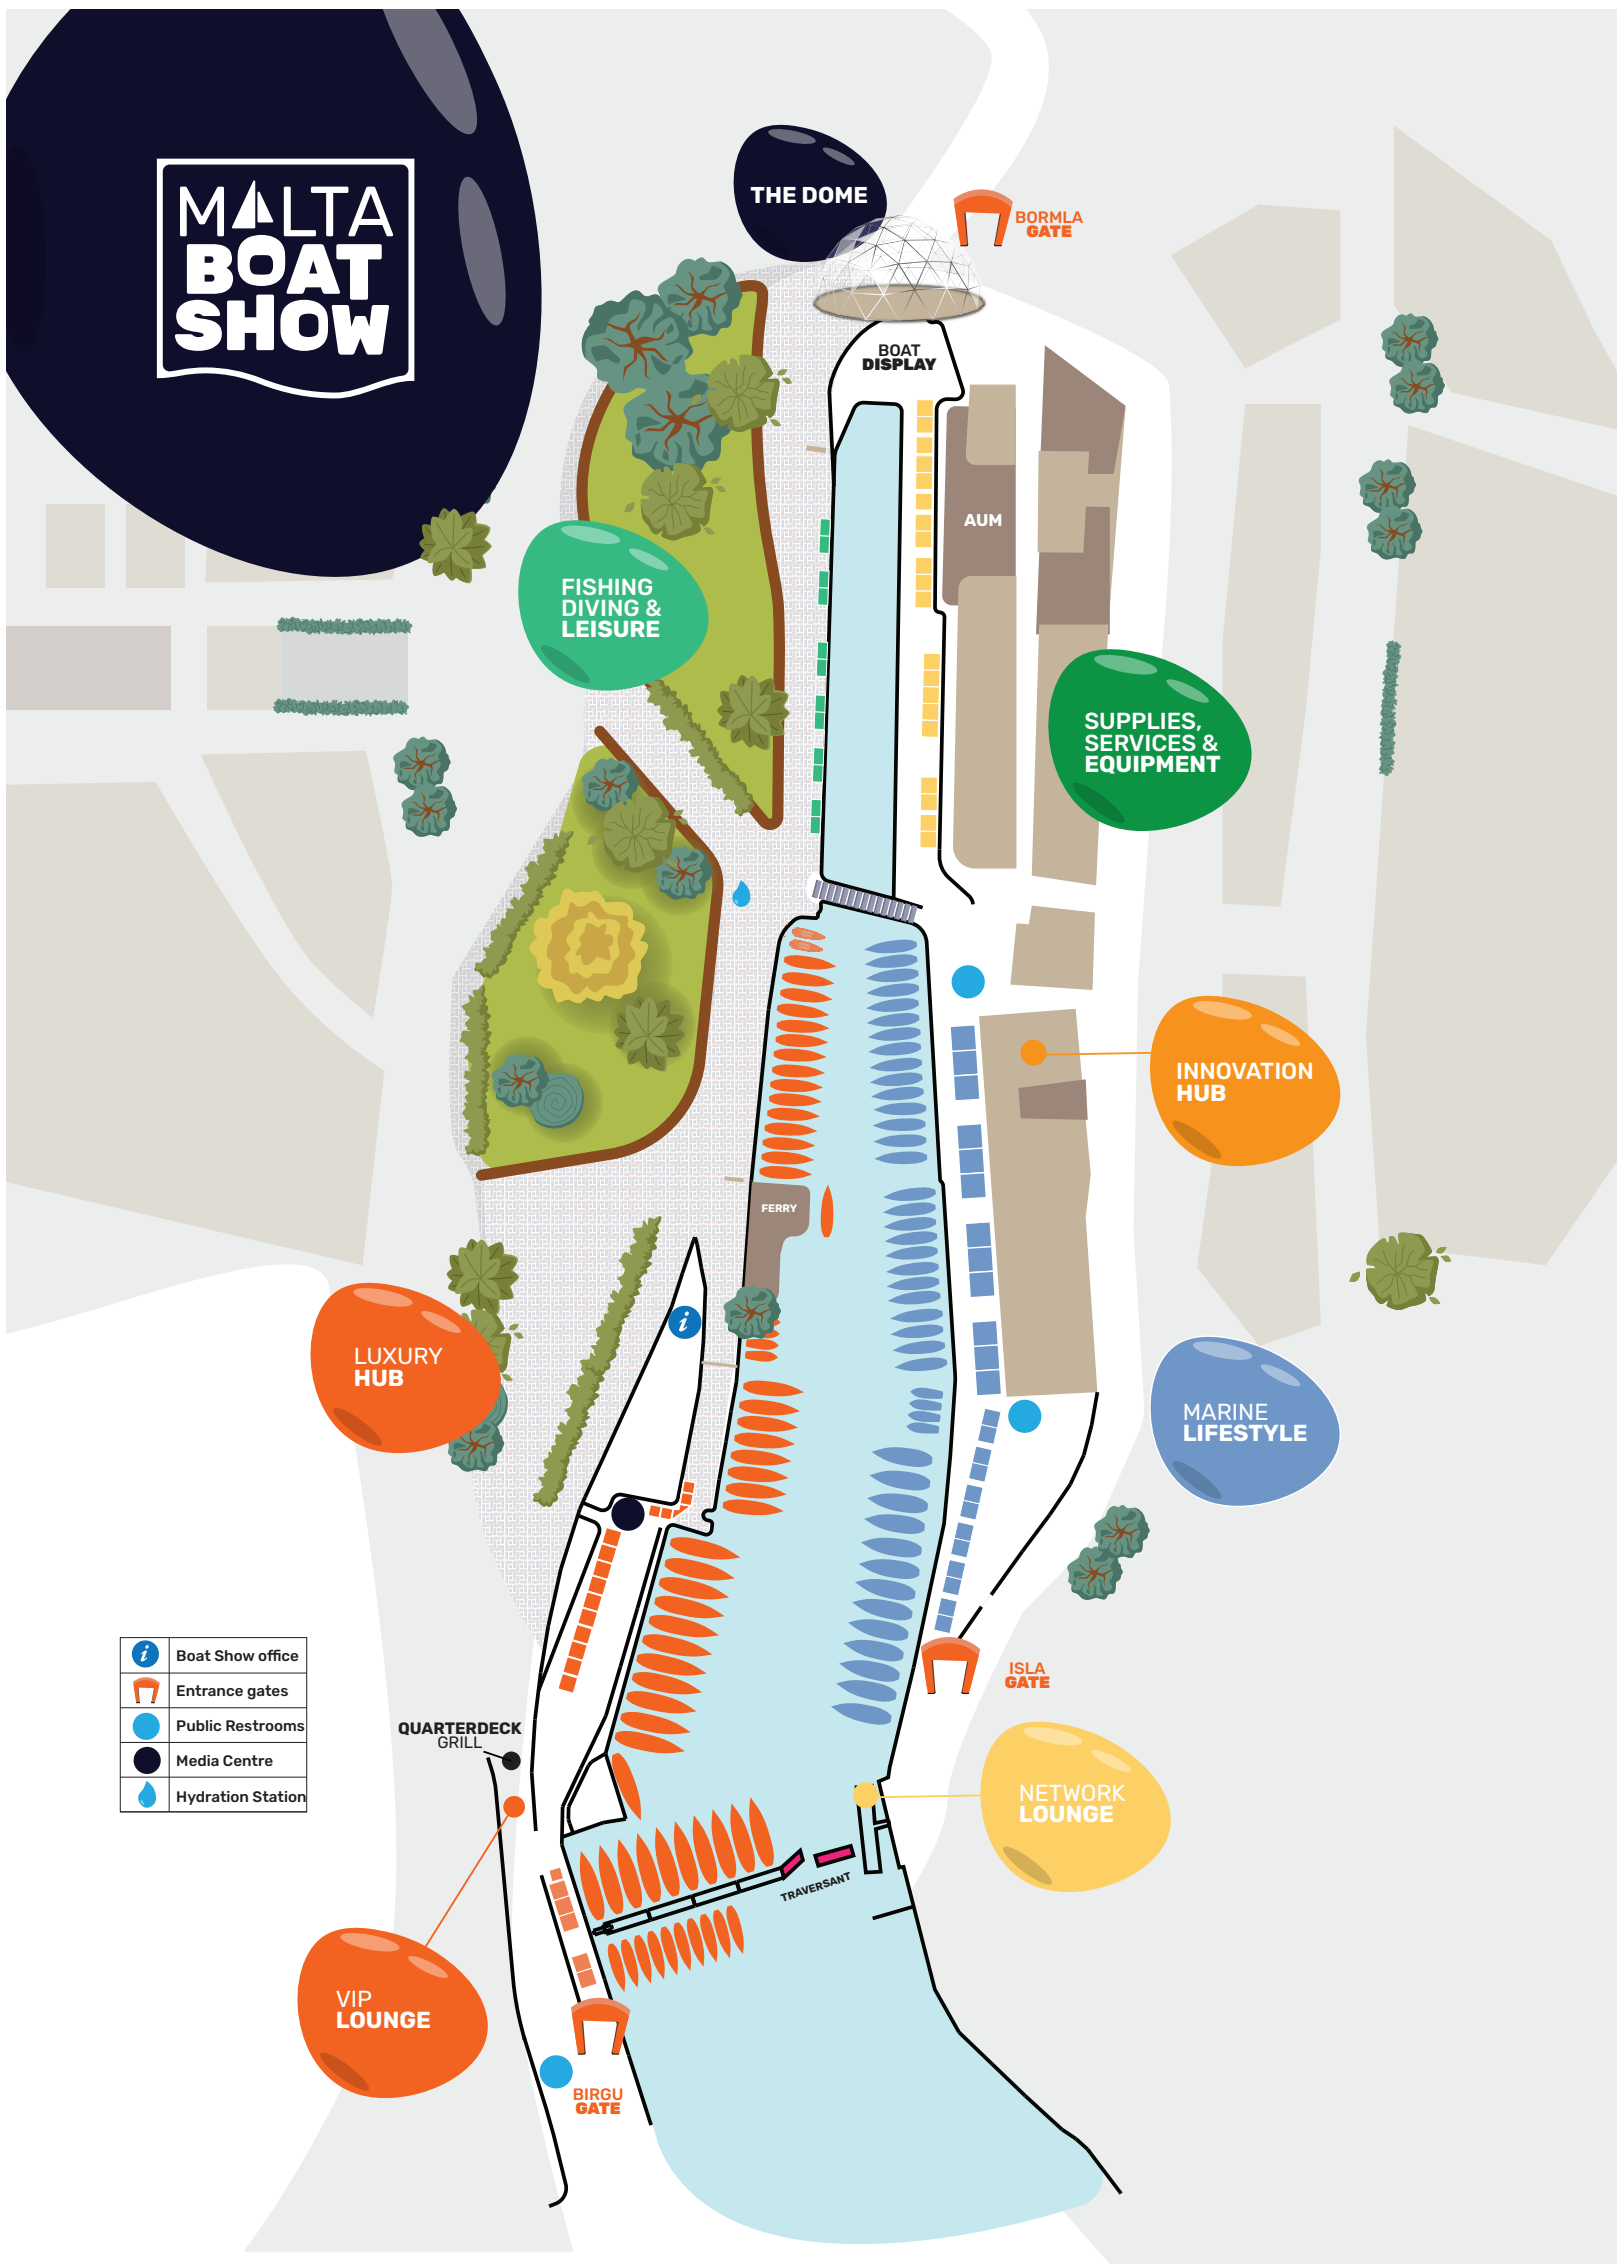 MALTA
BOAT
SHOW
THE DOME
BORMLA
GATE
BOAT
DISPLAY
AUM
FISHING
DIVING &
LEISURE
SUPPLIES,
SERVICES &
EQUIPMENT
INNOVATION
HUB
FERRY
i
LUXURY
HUB
MARINE
LIFESTYLE
i Boat Show office
Entrance gates
Public Restrooms
Media Centre
Hydration Station
ISLA
GATE
QUARTERDECK
GRILL
NETWORK
LOUNGE
TRAVERSANT
VIP
LOUNGE
BIRGU
GATE